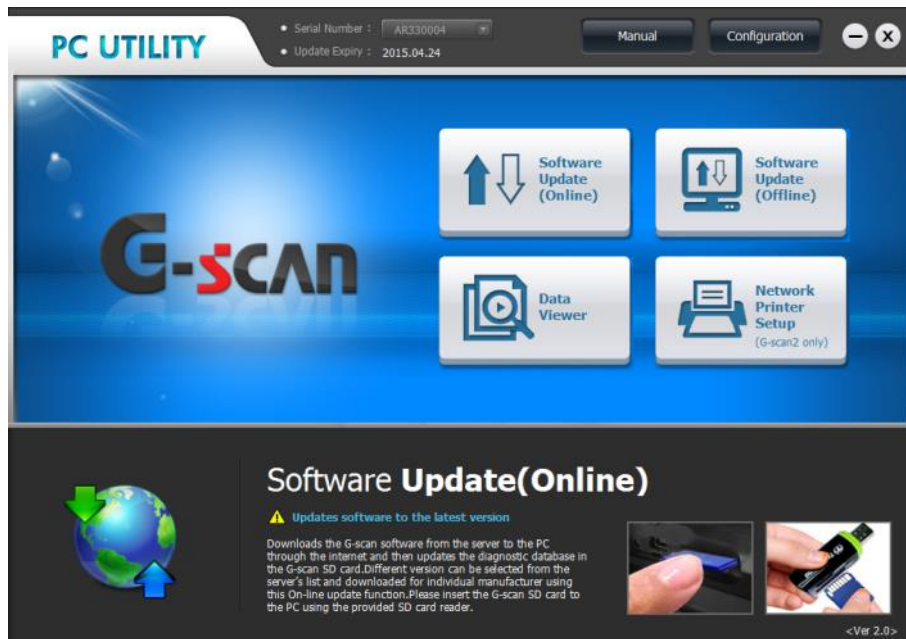 PC UTILITY
Serial Number : AR330004
Update Expiry : 2015.04.24
Manual
Configuration
G-scan
Software
Update
(Online)
Software
Update
(Offline)
Data
Viewer
Network
Printer
Setup
(G-scan2 only)
Software Update(Online)
Updates software to the latest version
Downloads the G-scan software from the server to the PC
through the internet and then updates the diagnostic database in
the G-scan SD card.Different version can be selected from the
server's list and downloaded for individual manufacturer using
this On-line update function.Please insert the G-scan SD card to
the PC using the provided SD card reader.
<Ver 2.0>